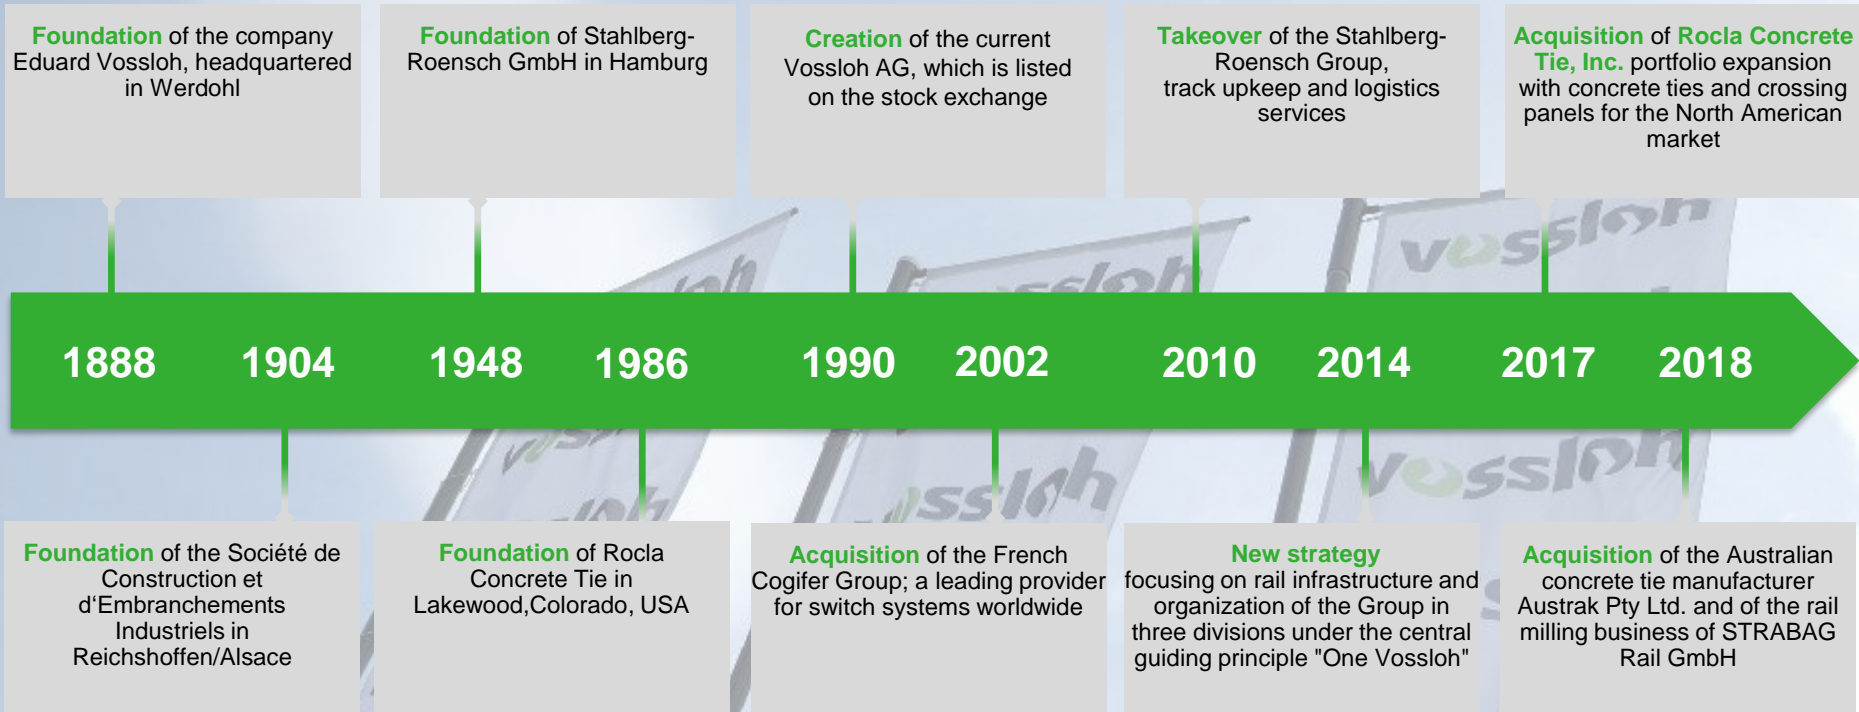 Foundation of the company
Eduard Vossloh, headquartered
in Werdohl
Foundation of Stahlberg-
Roensch GmbH in Hamburg
Creation of the current
Vossloh AG, which is listed
on the stock exchange
Takeover of the Stahlberg-
Roensch Group,
track upkeep and logistics
services
Acquisition of Rocla Concrete
Tie, Inc. portfolio expansion
with concrete ties and crossing
panels for the North American
market
vossloh
vossloh
1888 1904 1948 1986 1990 2002 2010 2014 2017 2018
vossloh
vossloh
Foundation of the Société de
Construction et
d‘Embranchements
Industriels in
Reichshoffen/Alsace
Foundation of Rocla
Concrete Tie in
Lakewood,Colorado, USA
Acquisition of the French
Cogifer Group; a leading provider
for switch systems worldwide
New strategy
focusing on rail infrastructure and
organization of the Group in
three divisions under the central
guiding principle "One Vossloh"
Acquisition of the Australian
concrete tie manufacturer
Austrak Pty Ltd. and of the rail
milling business of STRABAG
Rail GmbH